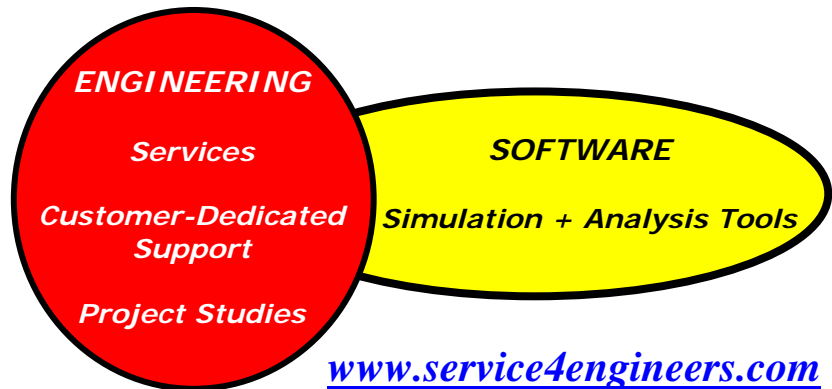 ENGINEERING
Services
Customer-Dedicated
Support
Project Studies
SOFTWARE
Simulation + Analysis Tools
www.service4engineers.com